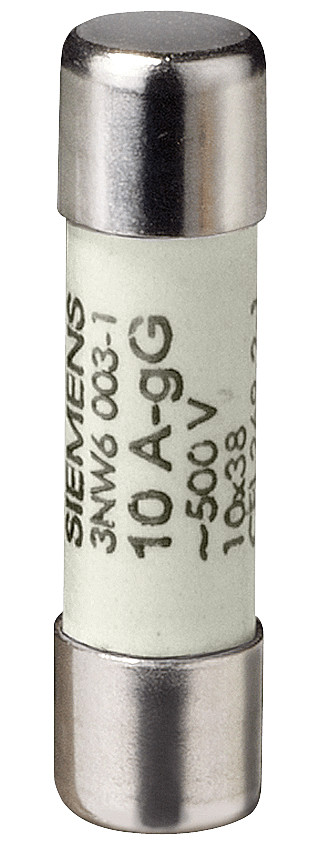 SIEMENS
3NW6 003-1
10 A-gG
~500 V
10x38